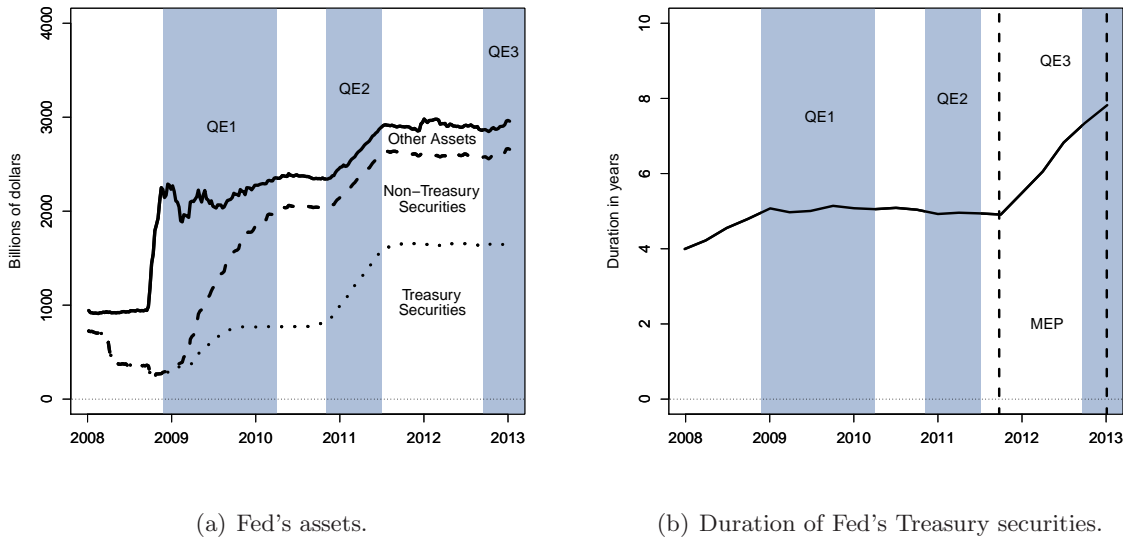 Billions of dollars
4000
3000
2000
1000
0
QE1
QE2
QE3
Other Assets
Non−Treasury
Securities
Treasury
Securities
2008
2009
2010
2011
2012
2013
(a) Fed's assets.
Duration in years
10
8
6
4
2
0
QE1
QE2
QE3
MEP
2008
2009
2010
2011
2012
2013
(b) Duration of Fed's Treasury securities.